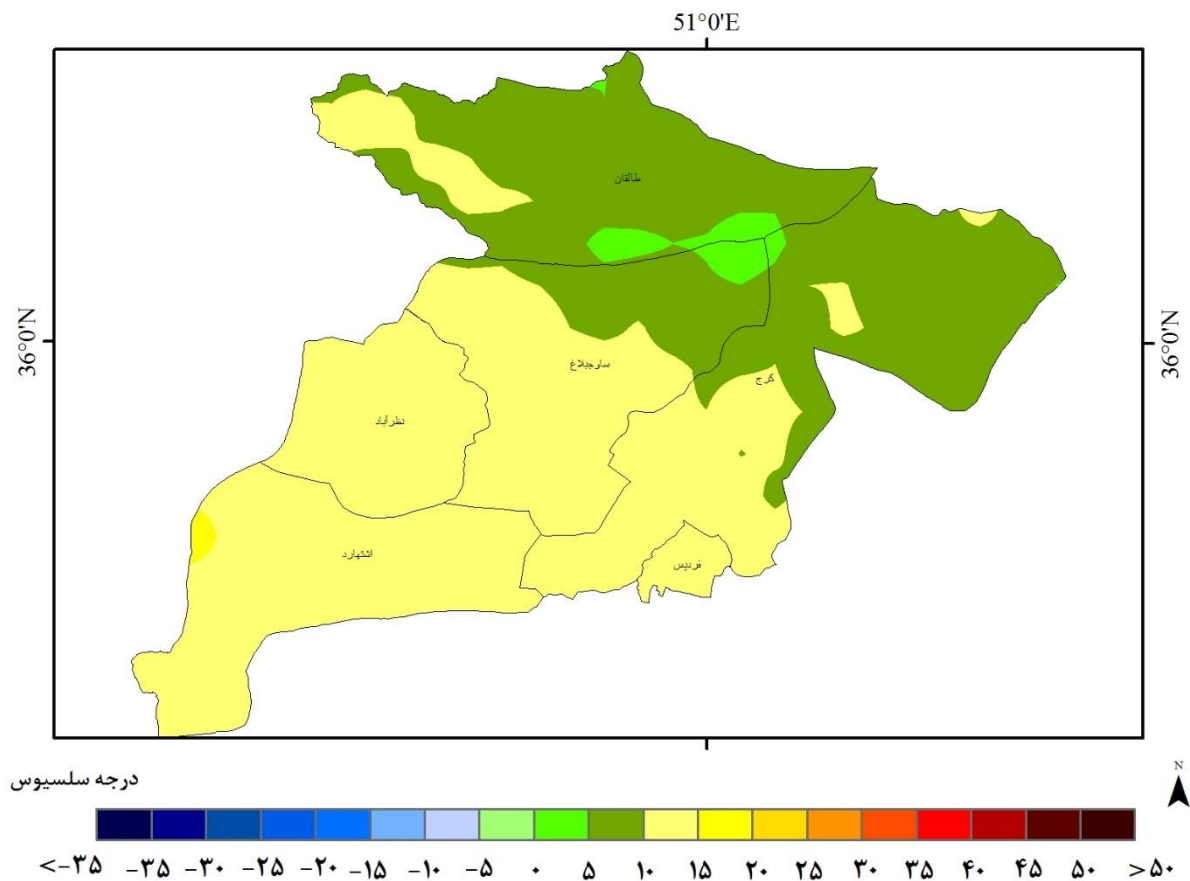 51°0'E
طالقان
36°0'N
36°0'N
ساوجبلاغ
کرج
نظرآباد
اشتهارد
فردیس
درجه سلسیوس
N
<-۳۵ -۳۵ -۳۰ -۲۵ -۲۰ -۱۵ -۱۰ -۵ ۰ ۵ ۱۰ ۱۵ ۲۰ ۲۵ ۳۰ ۳۵ ۴۰ ۴۵ ۵۰ >۵۰